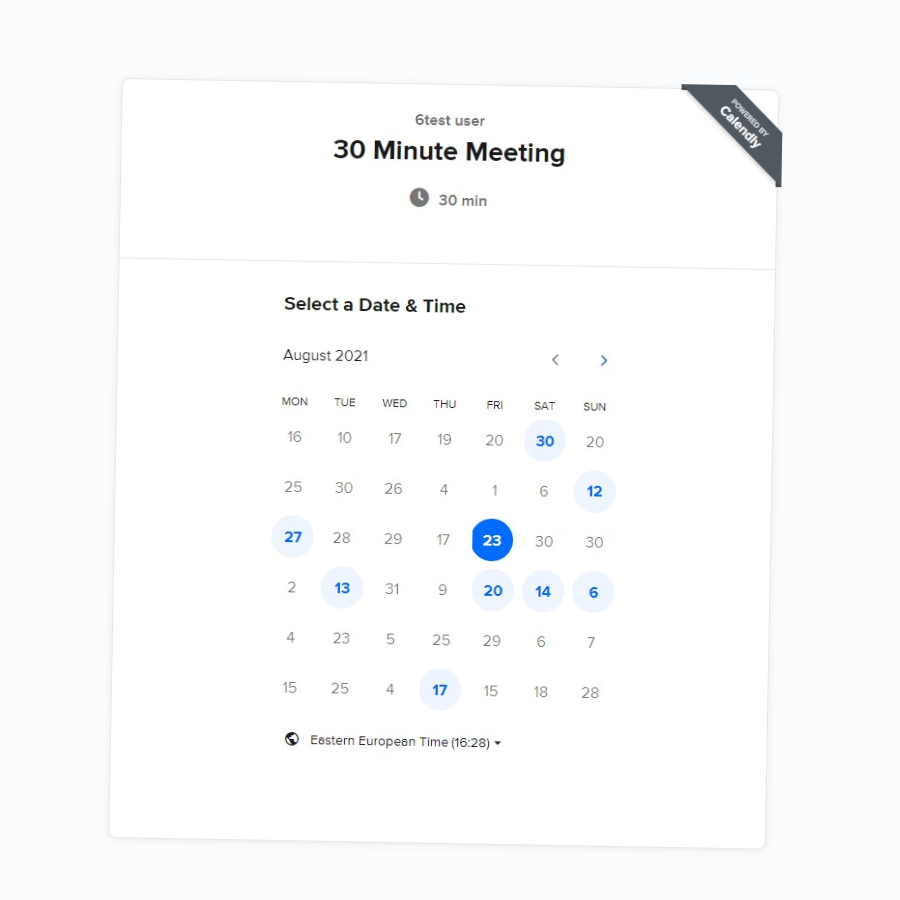 6test user
30 Minute Meeting
30 min
POWERED BY
Calendly
Select a Date & Time
August 2021
MON TUE WED THU FRI SAT SUN
16 10 17 19 20 30 20
25 30 26 4 1 6 12
27 28 29 17 23 30 30
2 13 31 9 20 14 6
4 23 5 25 29 6 7
15 25 4 17 15 18 28
Eastern European Time (16:28)